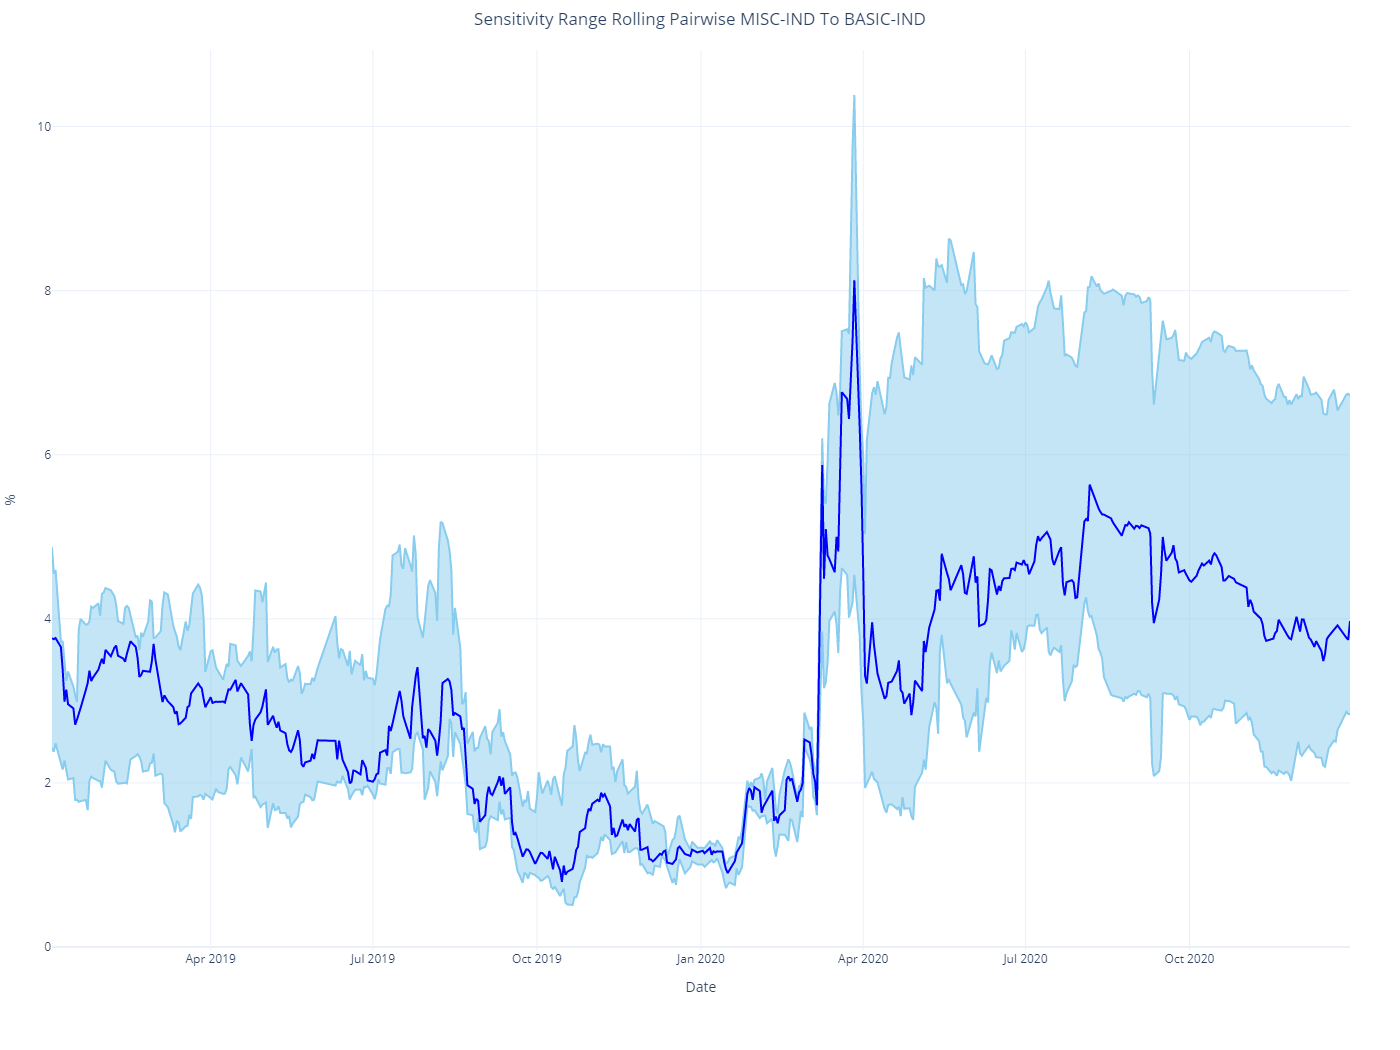 Sensitivity Range Rolling Pairwise MISC-IND To BASIC-IND
10
8
6
4
2
0
%
Apr 2019
Jul 2019
Oct 2019
Jan 2020
Apr 2020
Jul 2020
Oct 2020
Date